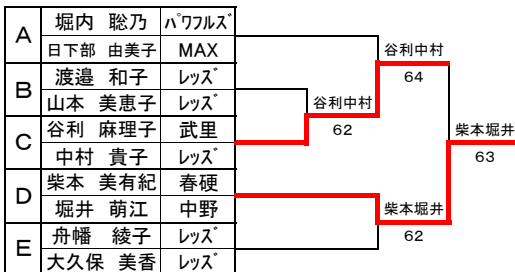 A 堀内 聡乃 ﾊﾟﾜﾌﾙｽﾞ
日下部 由美子 MAX
谷利中村
64
B 渡邉 和子 ﾚｯｽﾞ
山本 美恵子 ﾚｯｽﾞ
谷利中村
62
C 谷利 麻理子 武里
中村 貴子 ﾚｯｽﾞ
柴本堀井
63
D 柴本 美有紀 春硬
堀井 萌江 中野
柴本堀井
62
E 舟幡 綾子 ﾚｯｽﾞ
大久保 美香 ﾚｯｽﾞ